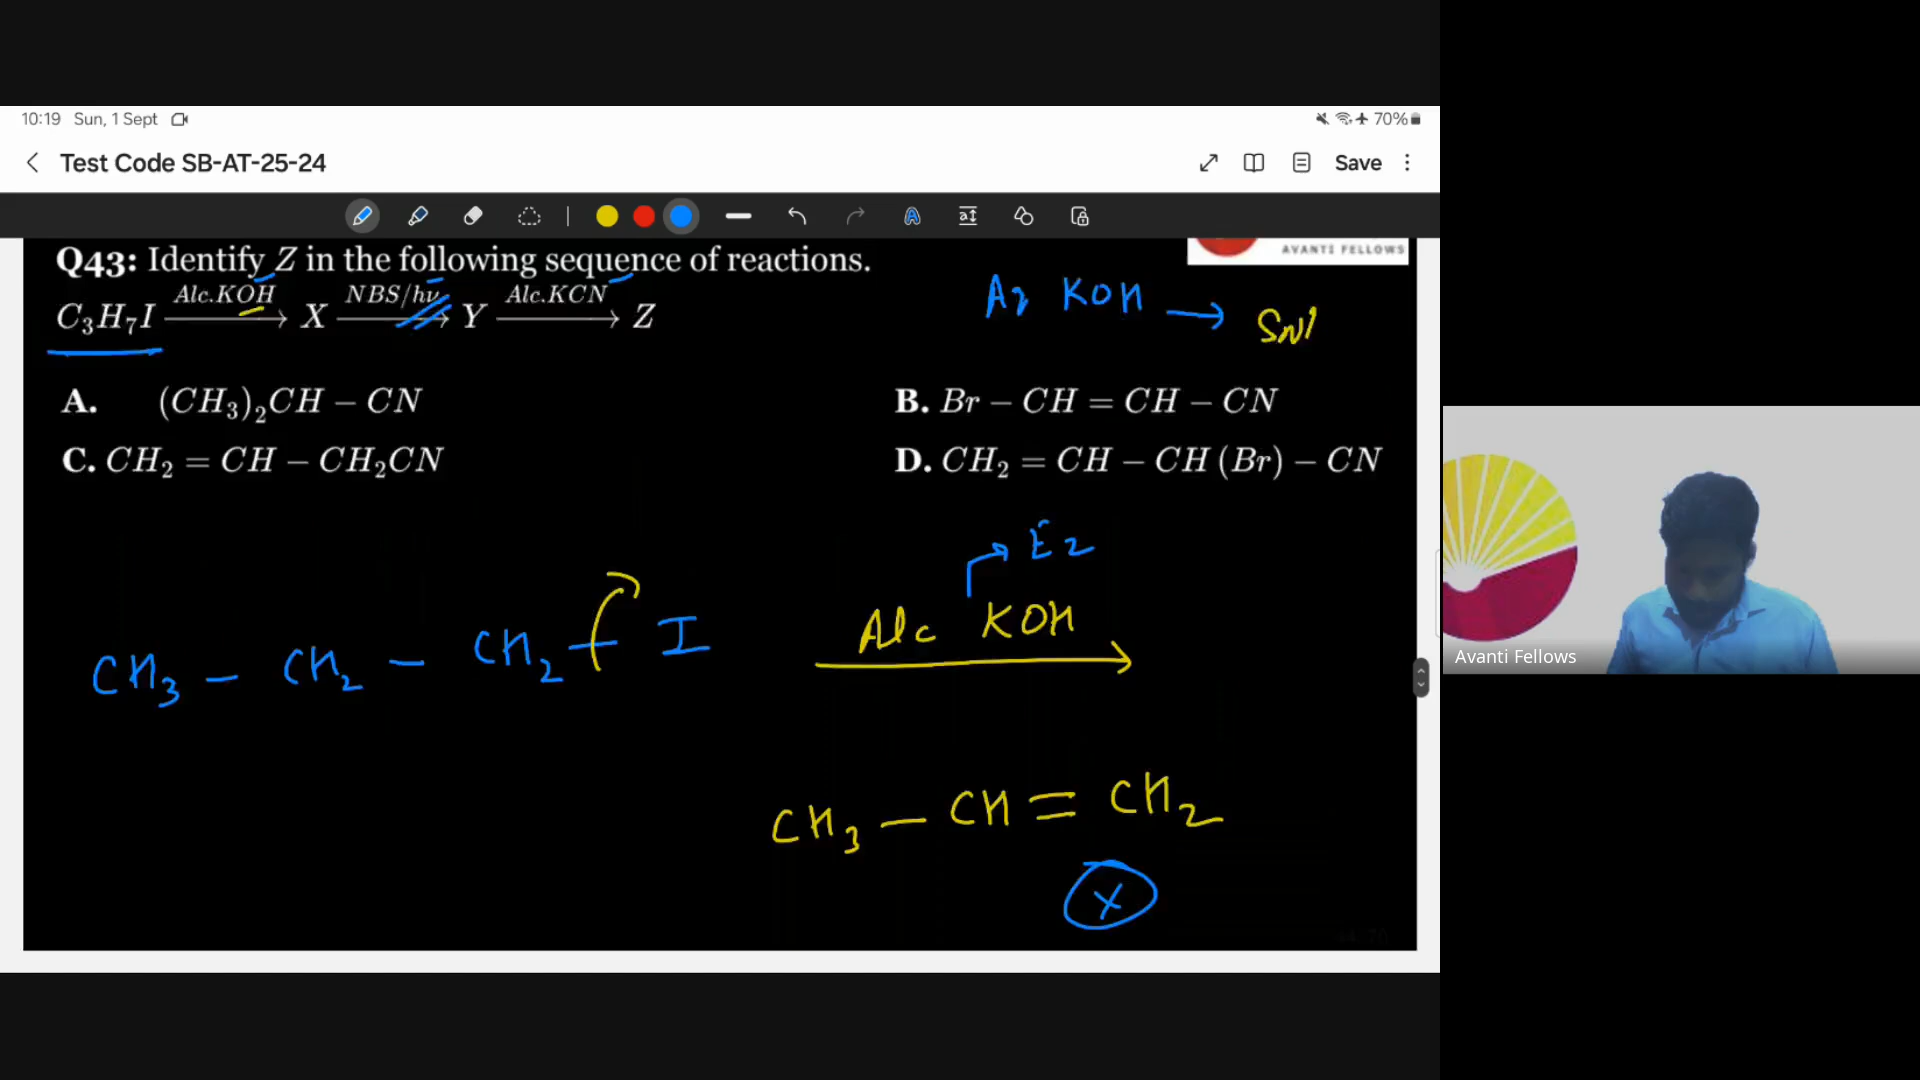 10:19 Sun, 1 Sept
70%
Test Code SB-AT-25-24
Save
AVANTI FELLOWS
Q43: Identify Z in the following sequence of reactions.
C₃H₇I —Alc.KOH→ X —NBS/hν→ Y —Alc.KCN→ Z
Aq KOH → SN1
A. (CH₃)₂CH − CN
B. Br − CH = CH − CN
C. CH₂ = CH − CH₂CN
D. CH₂ = CH − CH (Br) − CN
E2
CH₃ − CH₂ − CH₂ − I
Alc KOH
CH₃ − CH = CH₂
X
Avanti Fellows